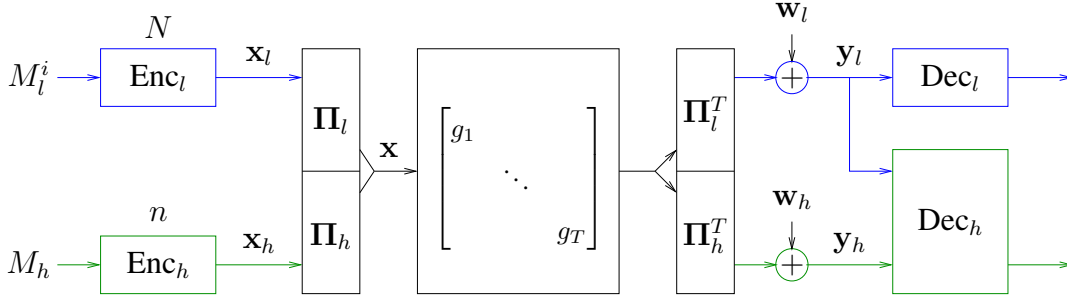 N
M_l^i Enc_l x_l Π_l x [ g_1 ⋱ g_T ] Π_l^T w_l + y_l Dec_l
n
M_h Enc_h x_h Π_h Π_h^T w_h + y_h Dec_h